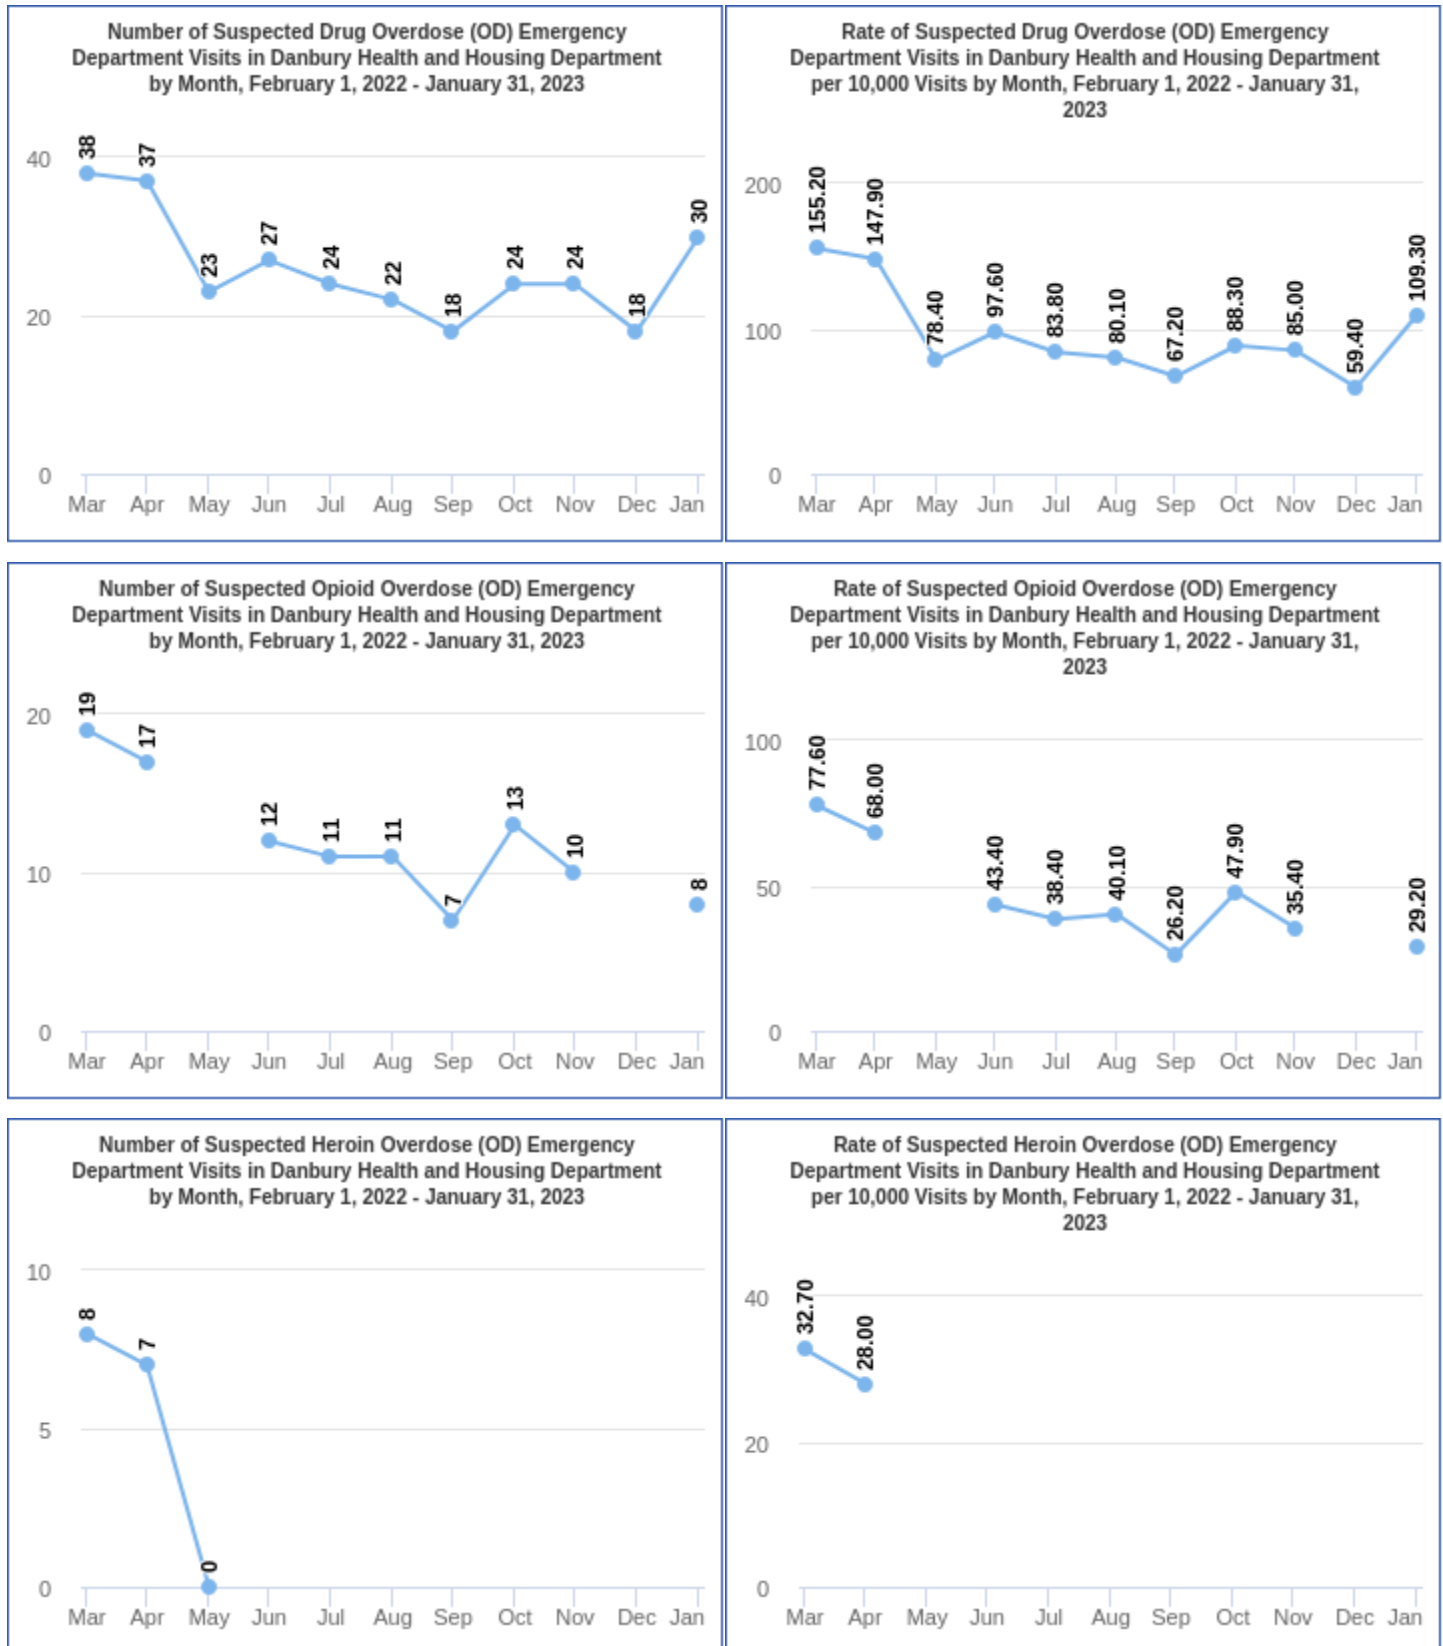 Number of Suspected Drug Overdose (OD) Emergency
Department Visits in Danbury Health and Housing Department
by Month, February 1, 2022 - January 31, 2023
40
20
0
38
37
23
27
24
22
18
24
24
18
30
Mar Apr May Jun Jul Aug Sep Oct Nov Dec Jan
Rate of Suspected Drug Overdose (OD) Emergency
Department Visits in Danbury Health and Housing Department
per 10,000 Visits by Month, February 1, 2022 - January 31,
2023
200
100
0
155.20
147.90
78.40
97.60
83.80
80.10
67.20
88.30
85.00
59.40
109.30
Mar Apr May Jun Jul Aug Sep Oct Nov Dec Jan
Number of Suspected Opioid Overdose (OD) Emergency
Department Visits in Danbury Health and Housing Department
by Month, February 1, 2022 - January 31, 2023
20
10
0
19
17
12
11
11
7
13
10
8
Mar Apr May Jun Jul Aug Sep Oct Nov Dec Jan
Rate of Suspected Opioid Overdose (OD) Emergency
Department Visits in Danbury Health and Housing Department
per 10,000 Visits by Month, February 1, 2022 - January 31,
2023
100
50
0
77.60
68.00
43.40
38.40
40.10
26.20
47.90
35.40
29.20
Mar Apr May Jun Jul Aug Sep Oct Nov Dec Jan
Number of Suspected Heroin Overdose (OD) Emergency
Department Visits in Danbury Health and Housing Department
by Month, February 1, 2022 - January 31, 2023
10
5
0
8
7
0
Mar Apr May Jun Jul Aug Sep Oct Nov Dec Jan
Rate of Suspected Heroin Overdose (OD) Emergency
Department Visits in Danbury Health and Housing Department
per 10,000 Visits by Month, February 1, 2022 - January 31,
2023
40
20
0
32.70
28.00
Mar Apr May Jun Jul Aug Sep Oct Nov Dec Jan